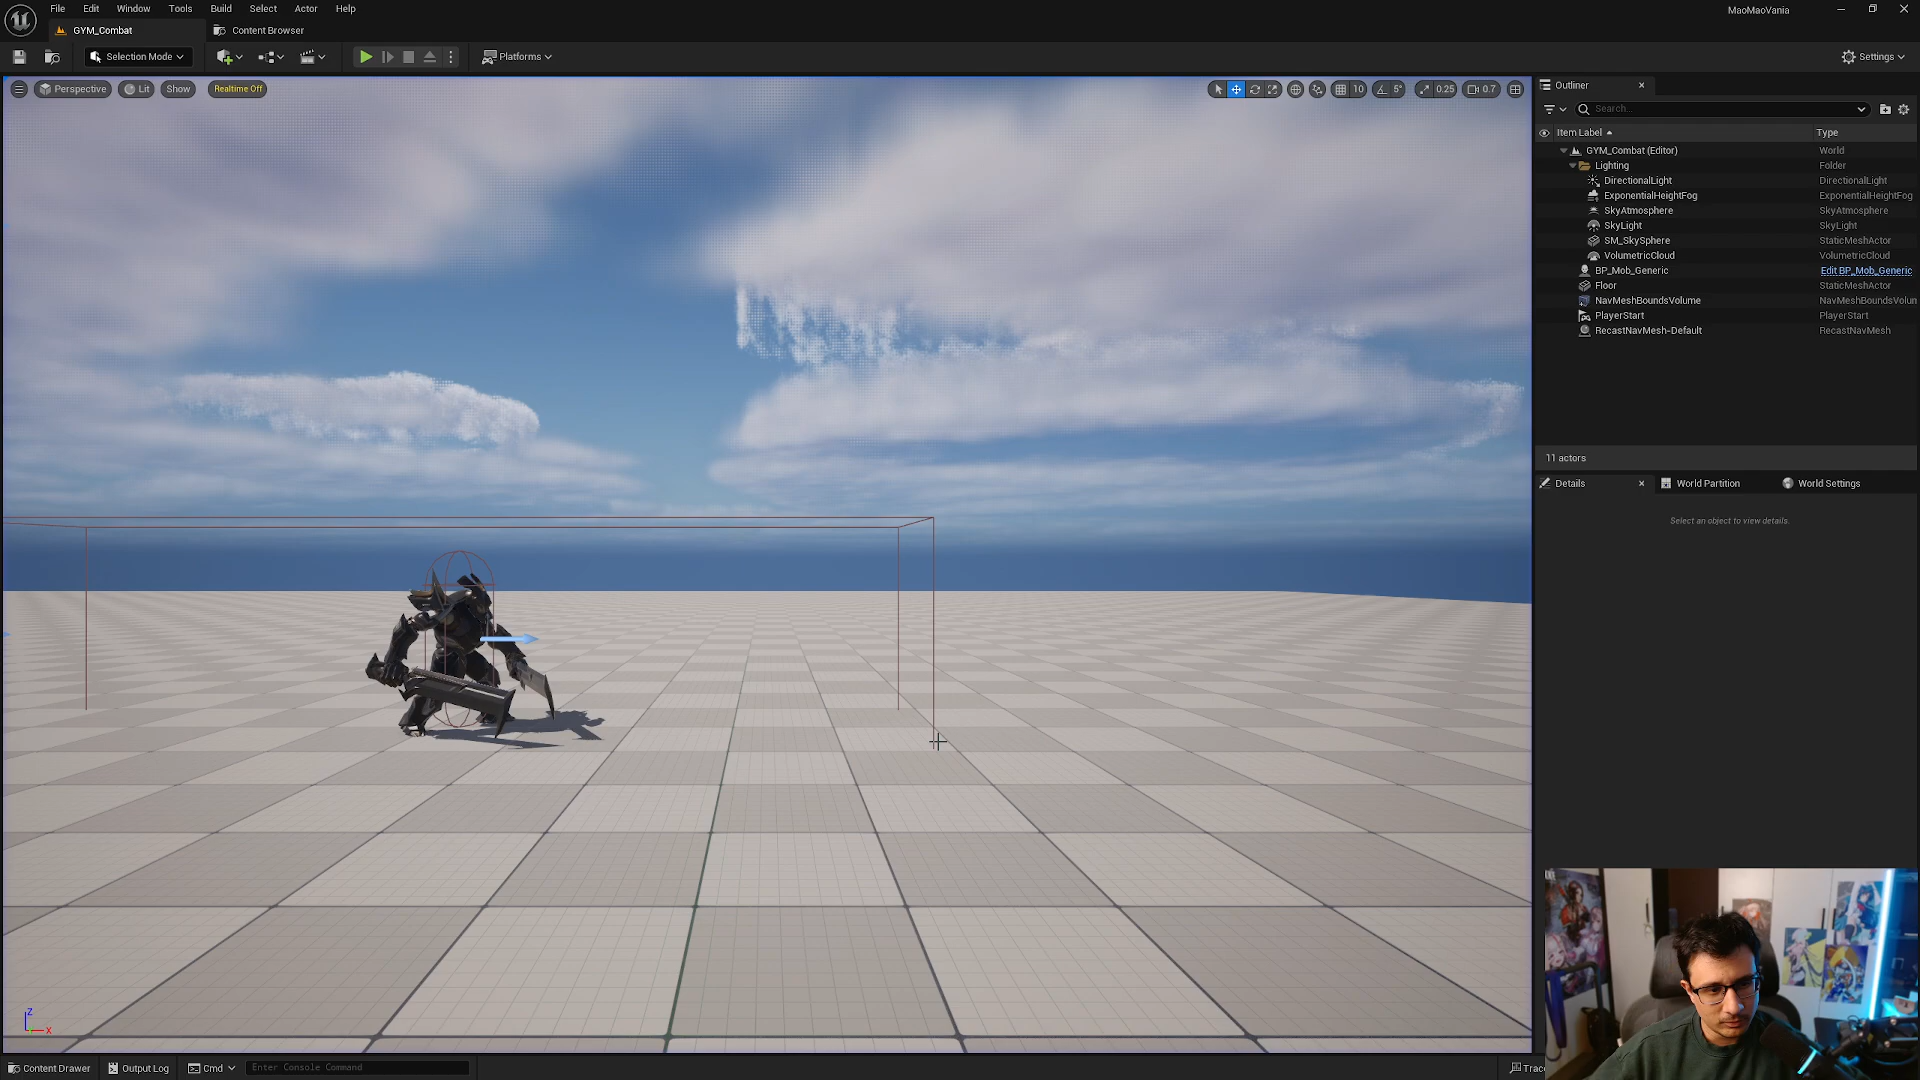 File Edit Window Tools Build Select Actor Help
MaoMaoVania
GYM_Combat
Content Browser
Selection Mode
Platforms
Settings
Perspective
Lit
Show
Realtime Off
10
5°
0.25
0.7
Outliner
Search...
Item Label
Type
GYM_Combat (Editor) World
Lighting Folder
DirectionalLight DirectionalLight
ExponentialHeightFog ExponentialHeightFog
SkyAtmosphere SkyAtmosphere
SkyLight SkyLight
SM_SkySphere StaticMeshActor
VolumetricCloud VolumetricCloud
BP_Mob_Generic Edit BP_Mob_Generic
Floor StaticMeshActor
NavMeshBoundsVolume NavMeshBoundsVolum
PlayerStart PlayerStart
RecastNavMesh-Default RecastNavMesh
11 actors
Details
World Partition
World Settings
Select an object to view details.
Z
X
Content Drawer
Output Log
Cmd
Enter Console Command
Trace